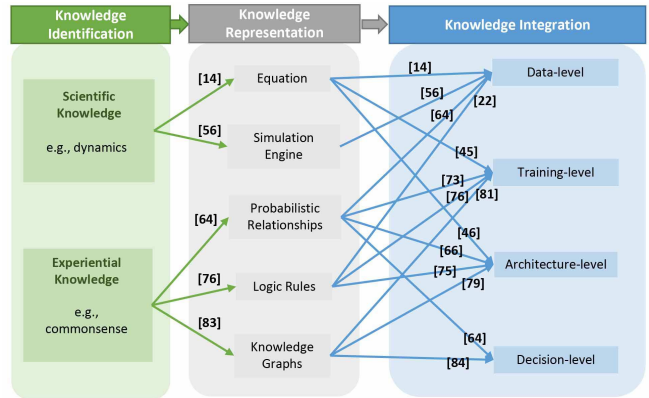 Knowledge
Identification
Knowledge
Representation
Knowledge Integration
Scientific
Knowledge
e.g., dynamics
Experiential
Knowledge
e.g.,
commonsense
[14]
[56]
[64]
[76]
[83]
Equation
Simulation
Engine
Probabilistic
Relationships
Logic Rules
Knowledge
Graphs
[14]
[56]
[64]
[22]
[45]
[73]
[76]
[81]
[46]
[66]
[75]
[79]
[64]
[84]
Data-level
Training-level
Architecture-level
Decision-level